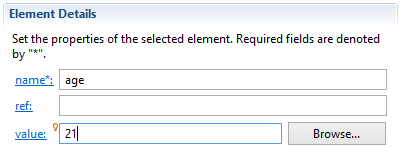 Element Details
Set the properties of the selected element. Required fields are denoted
by "*".
name*: age
ref:
value: 21 Browse...